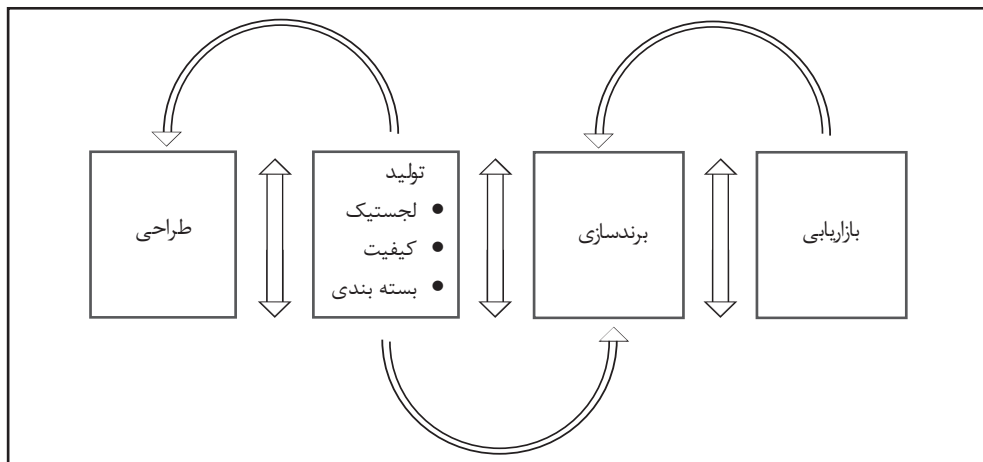 بازاریابی
برندسازی
تولید
● لجستیک
● کیفیت
● بسته بندی
طراحی